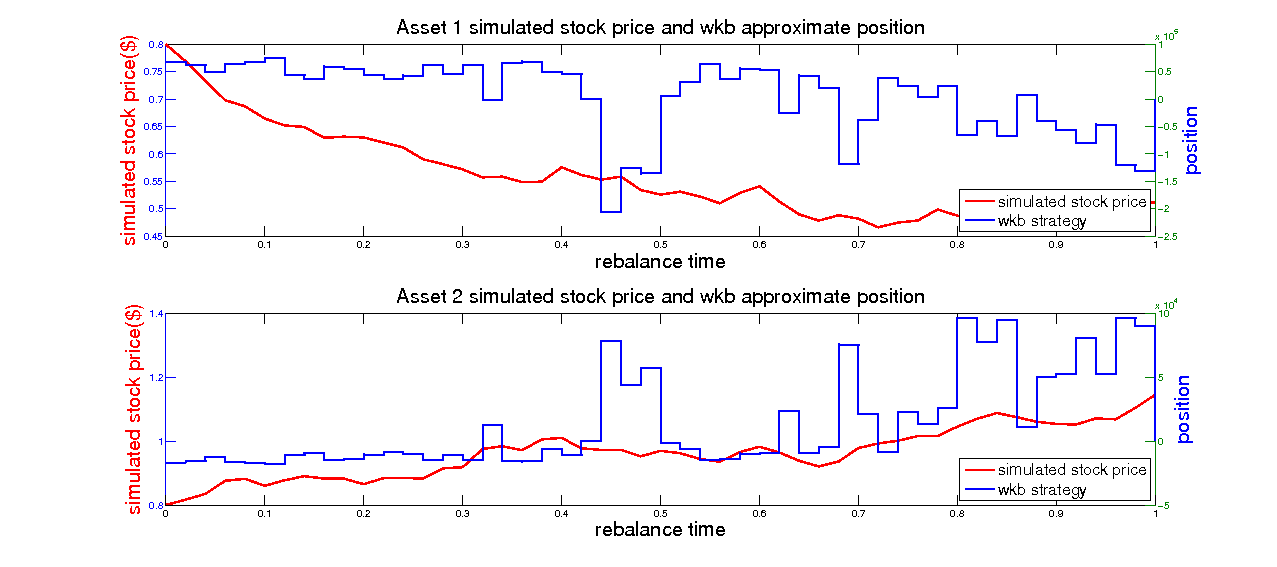 Asset 1 simulated stock price and wkb approximate position
simulated stock price($)
0.8
0.75
0.7
0.65
0.6
0.55
0.5
0.45
x 10^5
1
0.5
0
−0.5
−1
−1.5
−2
−2.5
position
simulated stock price
wkb strategy
0 0.1 0.2 0.3 0.4 0.5 0.6 0.7 0.8 0.9 1
rebalance time
Asset 2 simulated stock price and wkb approximate position
simulated stock price($)
1.4
1.2
1
0.8
x 10^4
10
5
0
−5
position
simulated stock price
wkb strategy
0 0.1 0.2 0.3 0.4 0.5 0.6 0.7 0.8 0.9 1
rebalance time